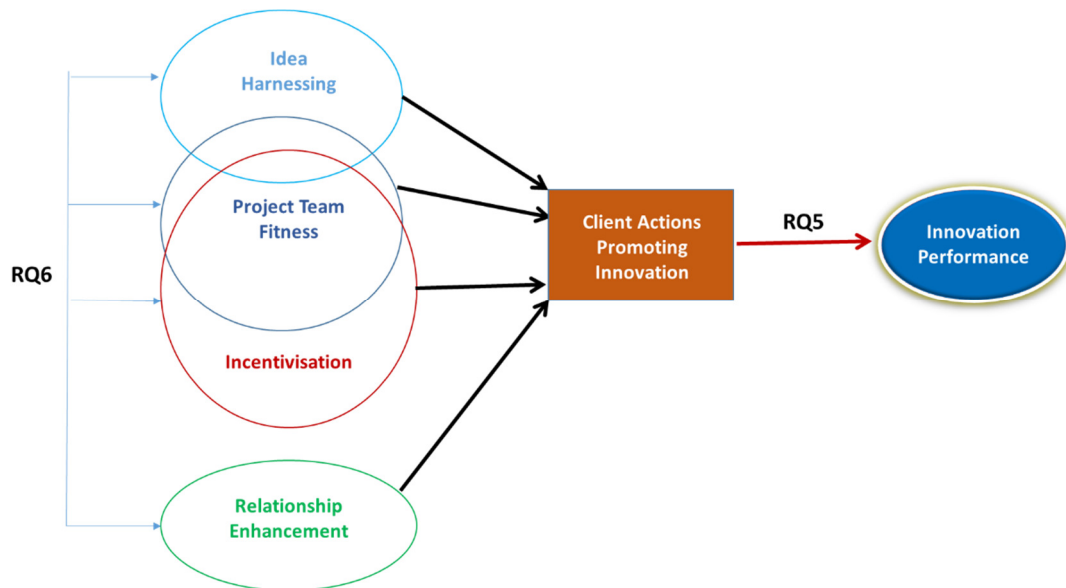 Idea
Harnessing
Project Team
Fitness
RQ6
Incentivisation
Relationship
Enhancement
Client Actions
Promoting
Innovation
RQ5
Innovation
Performance